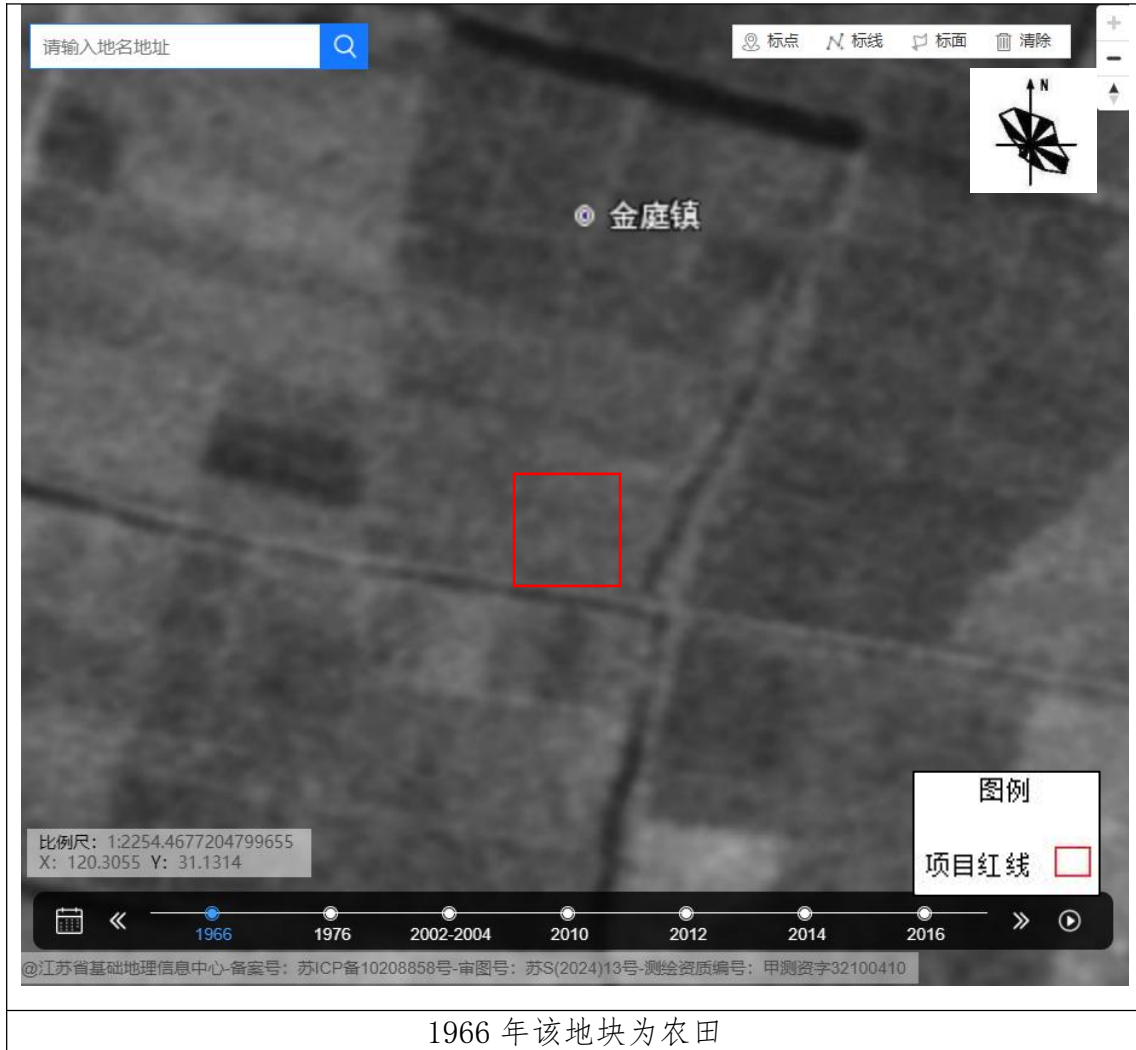 请输入地名地址
标点 标线 标面 清除
N
金庭镇
图例
项目红线
比例尺：1:2254.4677204799655
X：120.3055 Y：31.1314
1966 1976 2002-2004 2010 2012 2014 2016
@江苏省基础地理信息中心-备案号：苏ICP备10208858号-审图号：苏S(2024)13号-测绘资质编号：甲测资字32100410
1966 年该地块为农田